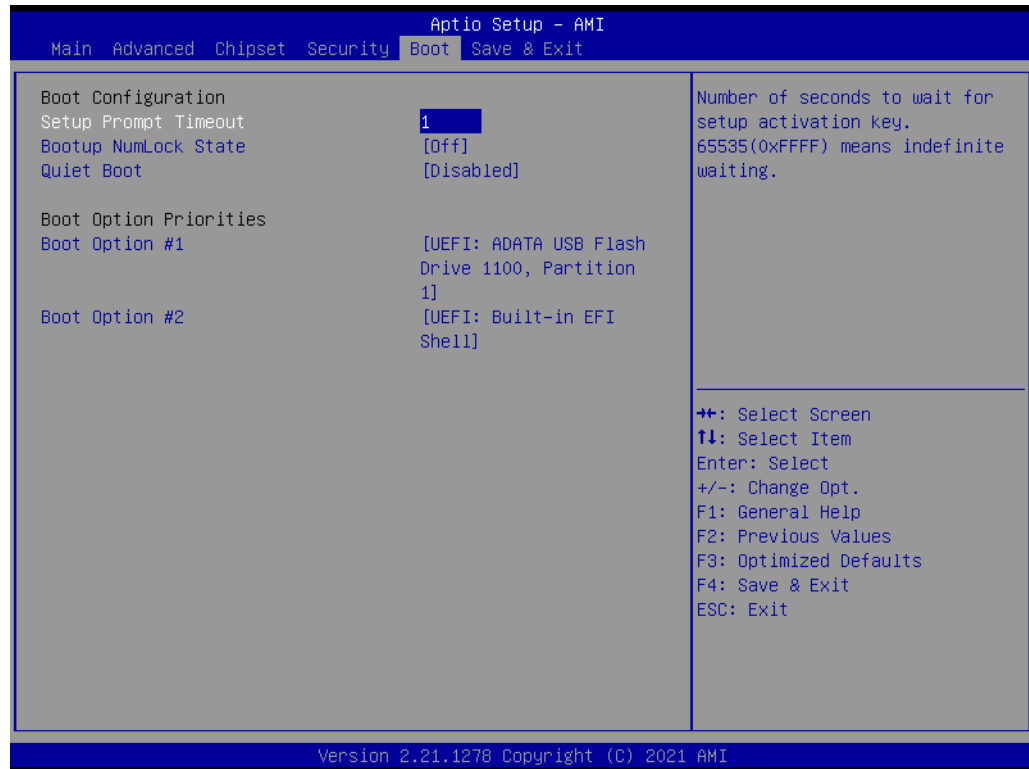 Aptio Setup – AMI
Main Advanced Chipset Security Boot Save & Exit
Boot Configuration
Setup Prompt Timeout 1
Bootup NumLock State [Off]
Quiet Boot [Disabled]
Boot Option Priorities
Boot Option #1 [UEFI: ADATA USB Flash
Drive 1100, Partition
1]
Boot Option #2 [UEFI: Built-in EFI
Shell]
Number of seconds to wait for
setup activation key.
65535(0xFFFF) means indefinite
waiting.
→←: Select Screen
↑↓: Select Item
Enter: Select
+/-: Change Opt.
F1: General Help
F2: Previous Values
F3: Optimized Defaults
F4: Save & Exit
ESC: Exit
Version 2.21.1278 Copyright (C) 2021 AMI